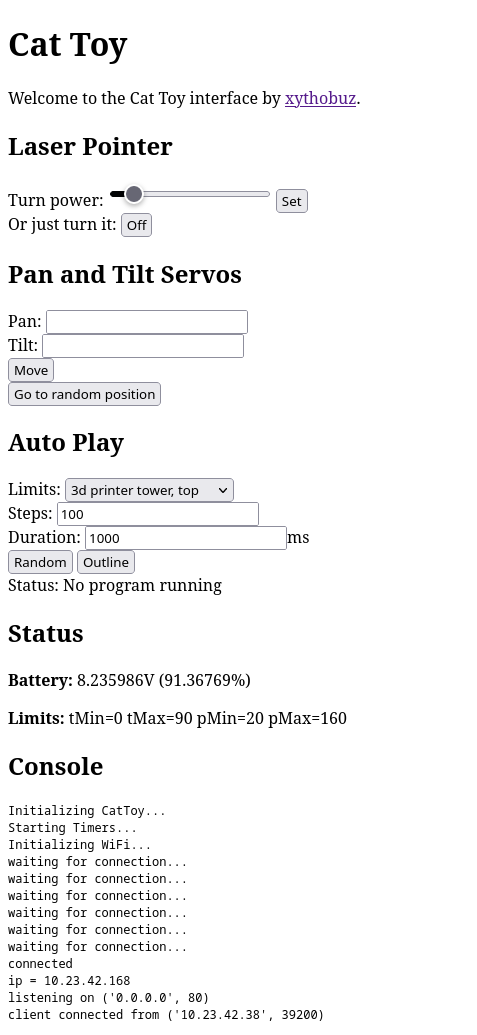 Cat Toy
Welcome to the Cat Toy interface by xythobuz.
Laser Pointer
Turn power: Set
Or just turn it: Off
Pan and Tilt Servos
Pan:
Tilt:
Move
Go to random position
Auto Play
Limits: 3d printer tower, top
Steps: 100
Duration: 1000 ms
Random Outline
Status: No program running
Status
Battery: 8.235986V (91.36769%)
Limits: tMin=0 tMax=90 pMin=20 pMax=160
Console
Initializing CatToy...
Starting Timers...
Initializing WiFi...
waiting for connection...
waiting for connection...
waiting for connection...
waiting for connection...
waiting for connection...
waiting for connection...
connected
ip = 10.23.42.168
listening on ('0.0.0.0', 80)
client connected from ('10.23.42.38', 39200)